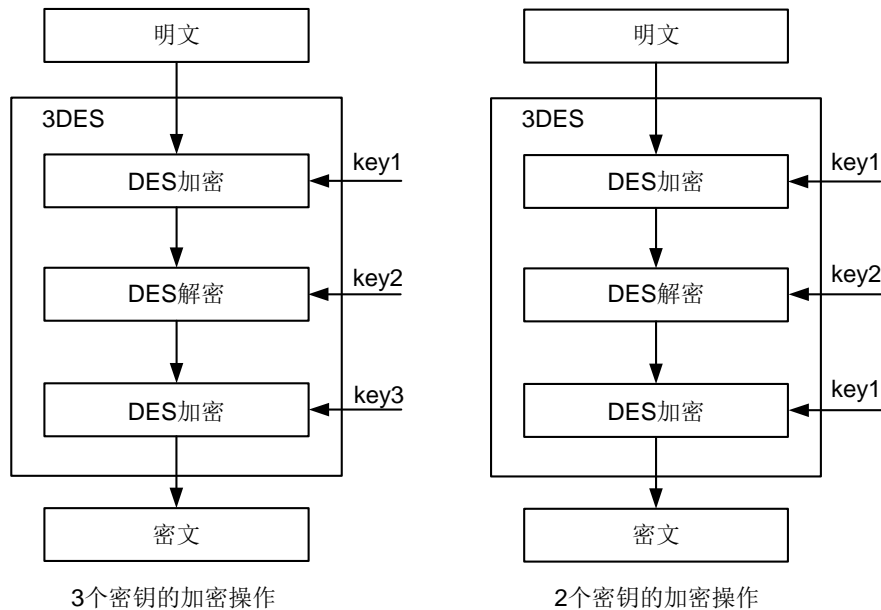 明文
3DES
DES加密
key1
DES解密
key2
DES加密
key3
密文
3个密钥的加密操作
明文
3DES
DES加密
key1
DES解密
key2
DES加密
key1
密文
2个密钥的加密操作